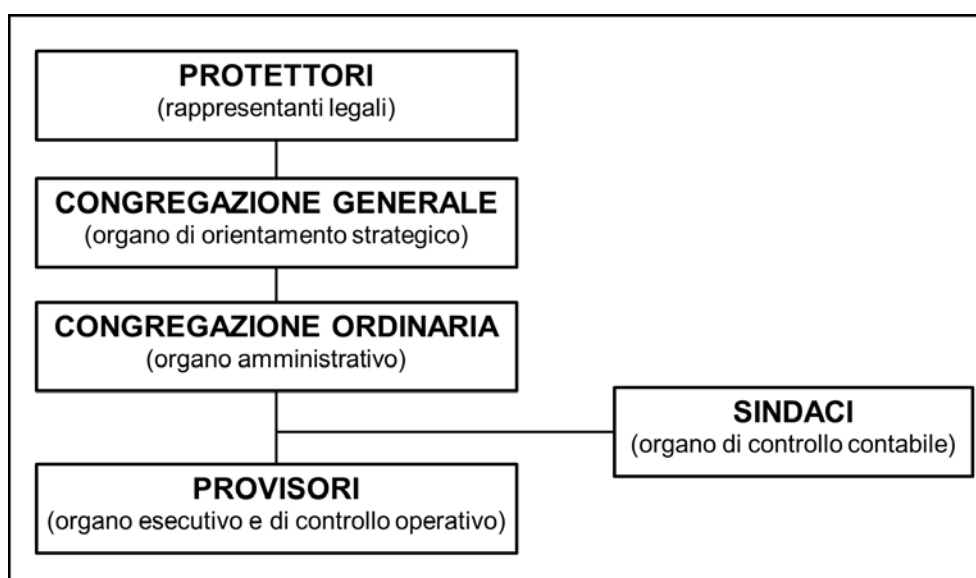 PROTETTORI
(rappresentanti legali)
CONGREGAZIONE GENERALE
(organo di orientamento strategico)
CONGREGAZIONE ORDINARIA
(organo amministrativo)
SINDACI
(organo di controllo contabile)
PROVISORI
(organo esecutivo e di controllo operativo)